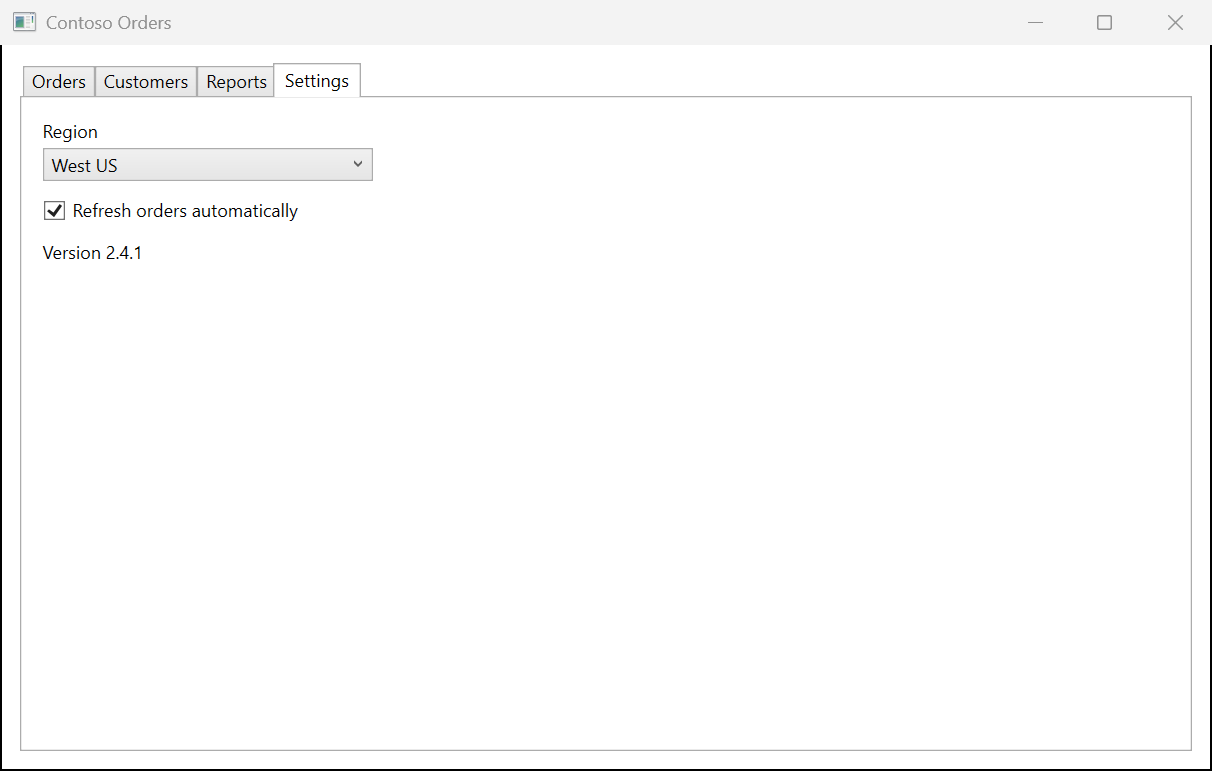 Contoso Orders
Orders Customers Reports Settings
Region
West US
Refresh orders automatically
Version 2.4.1